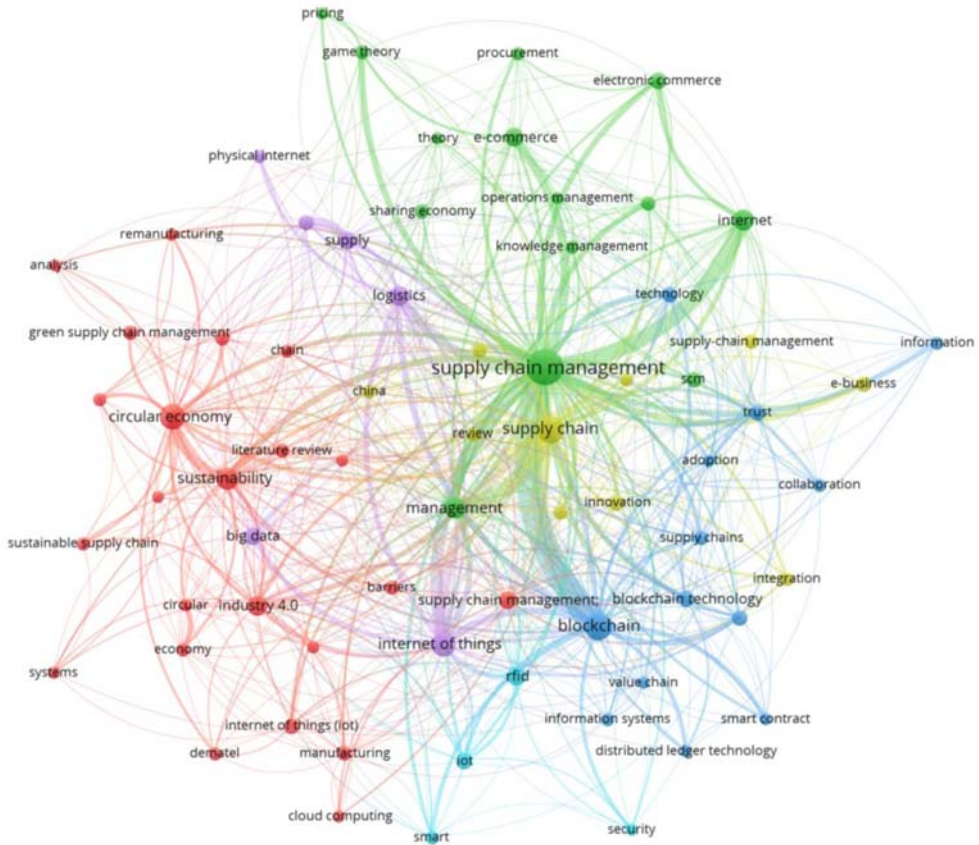 pricing
game theory
procurement
electronic commerce
theory
e-commerce
physical internet
operations management
sharing economy
internet
remanufacturing
supply
knowledge management
analysis
logistics
technology
green supply chain management
chain
supply-chain management
information
supply chain management
scm
china
e-business
circular economy
review
supply chain
trust
literature review
adoption
sustainability
collaboration
management
innovation
big data
supply chains
sustainable supply chain
barriers
integration
circular
industry 4.0
supply chain management;
blockchain technology
blockchain
economy
internet of things
systems
rfid
value chain
internet of things (iot)
information systems
smart contract
dematel
manufacturing
iot
distributed ledger technology
cloud computing
smart
security